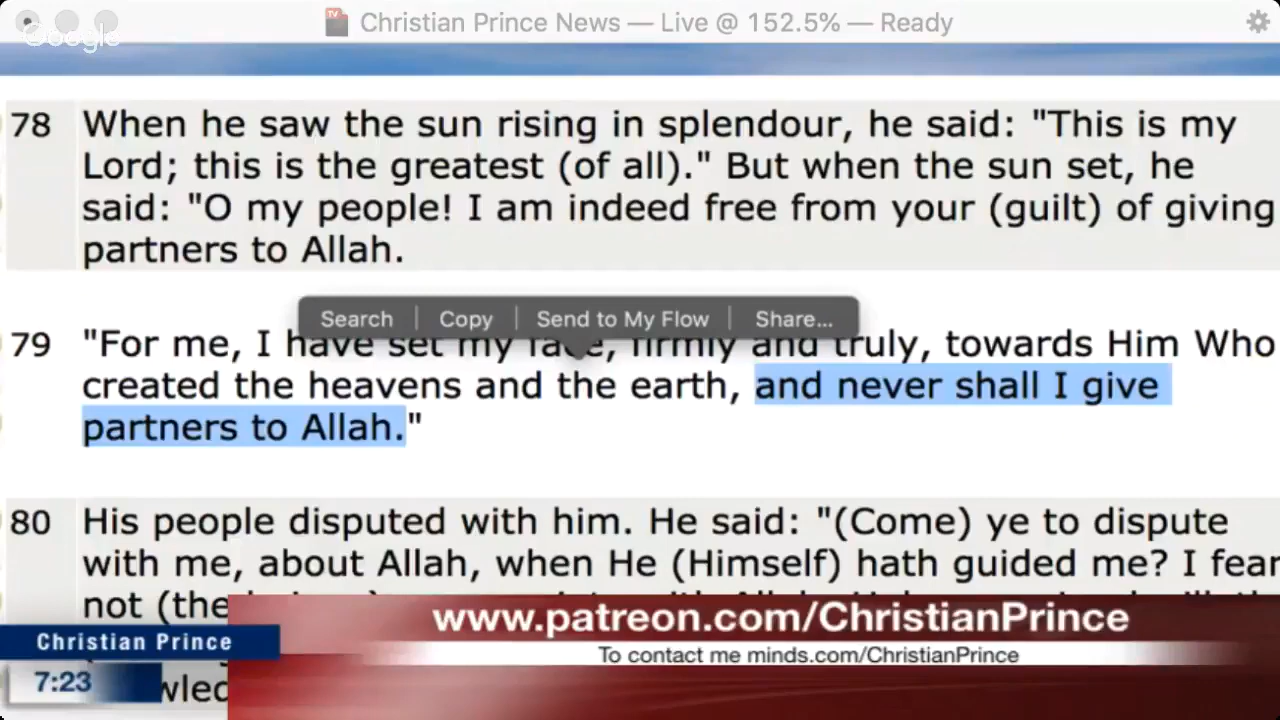 Google
TV
Christian Prince News — Live @ 152.5% — Ready
78
When he saw the sun rising in splendour, he said: "This is my
Lord; this is the greatest (of all)." But when the sun set, he
said: "O my people! I am indeed free from your (guilt) of giving
partners to Allah.
Search Copy Send to My Flow Share...
79
"For me, I have set my face, firmly and truly, towards Him Who
created the heavens and the earth, and never shall I give
partners to Allah."
80
His people disputed with him. He said: "(Come) ye to dispute
with me, about Allah, when He (Himself) hath guided me? I fear
not (the
www.patreon.com/ChristianPrince
Christian Prince
To contact me minds.com/ChristianPrince
7:23